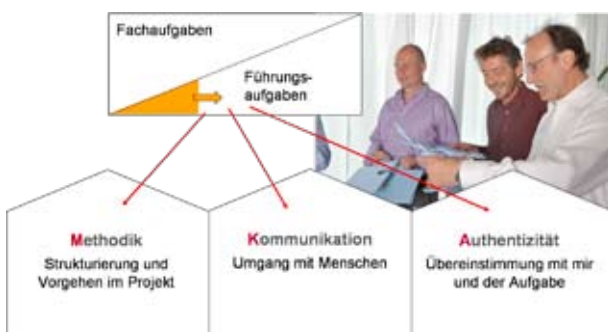 Fachaufgaben
Führungs-
aufgaben
Methodik
Strukturierung und
Vorgehen im Projekt
Kommunikation
Umgang mit Menschen
Authentizität
Übereinstimmung mit mir
und der Aufgabe